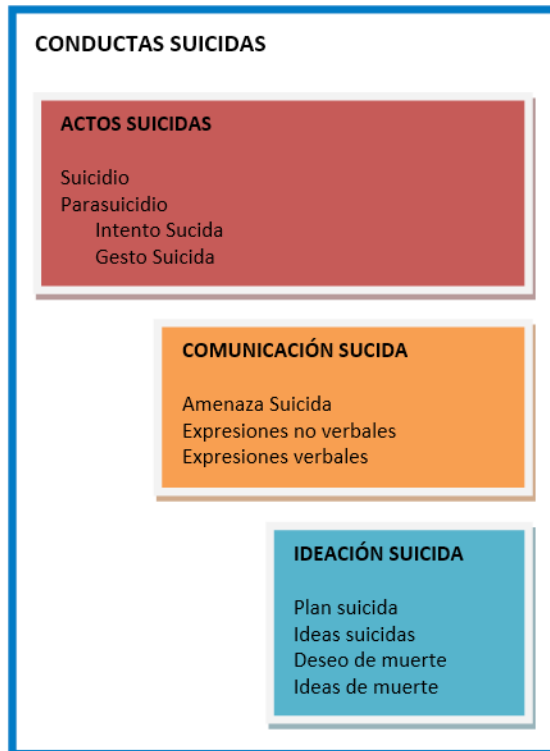 CONDUCTAS SUICIDAS
ACTOS SUICIDAS
Suicidio
Parasuicidio
Intento Sucida
Gesto Suicida
COMUNICACIÓN SUCIDA
Amenaza Suicida
Expresiones no verbales
Expresiones verbales
IDEACIÓN SUICIDA
Plan suicida
Ideas suicidas
Deseo de muerte
Ideas de muerte